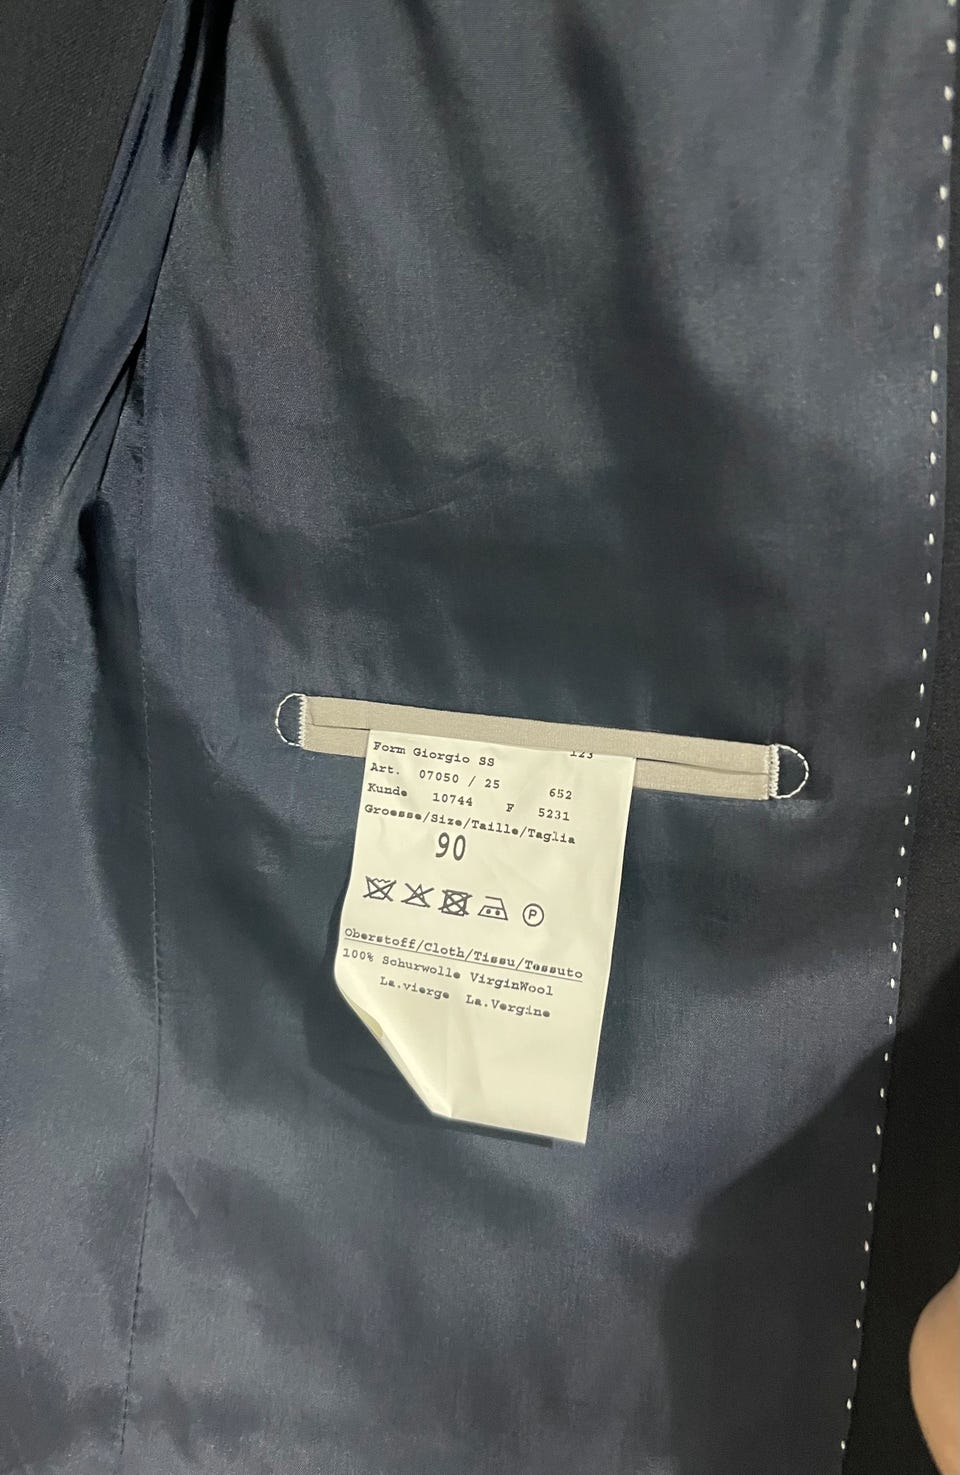 Form Giorgio SS 123
Art. 07050 / 25 652
Kunde 10744 F 5231
Groesse/Size/Taille/Taglia
90
P
Oberstoff/Cloth/Tissu/Tessuto
100% Schurwolle VirginWool
La.vierge La.Vergine